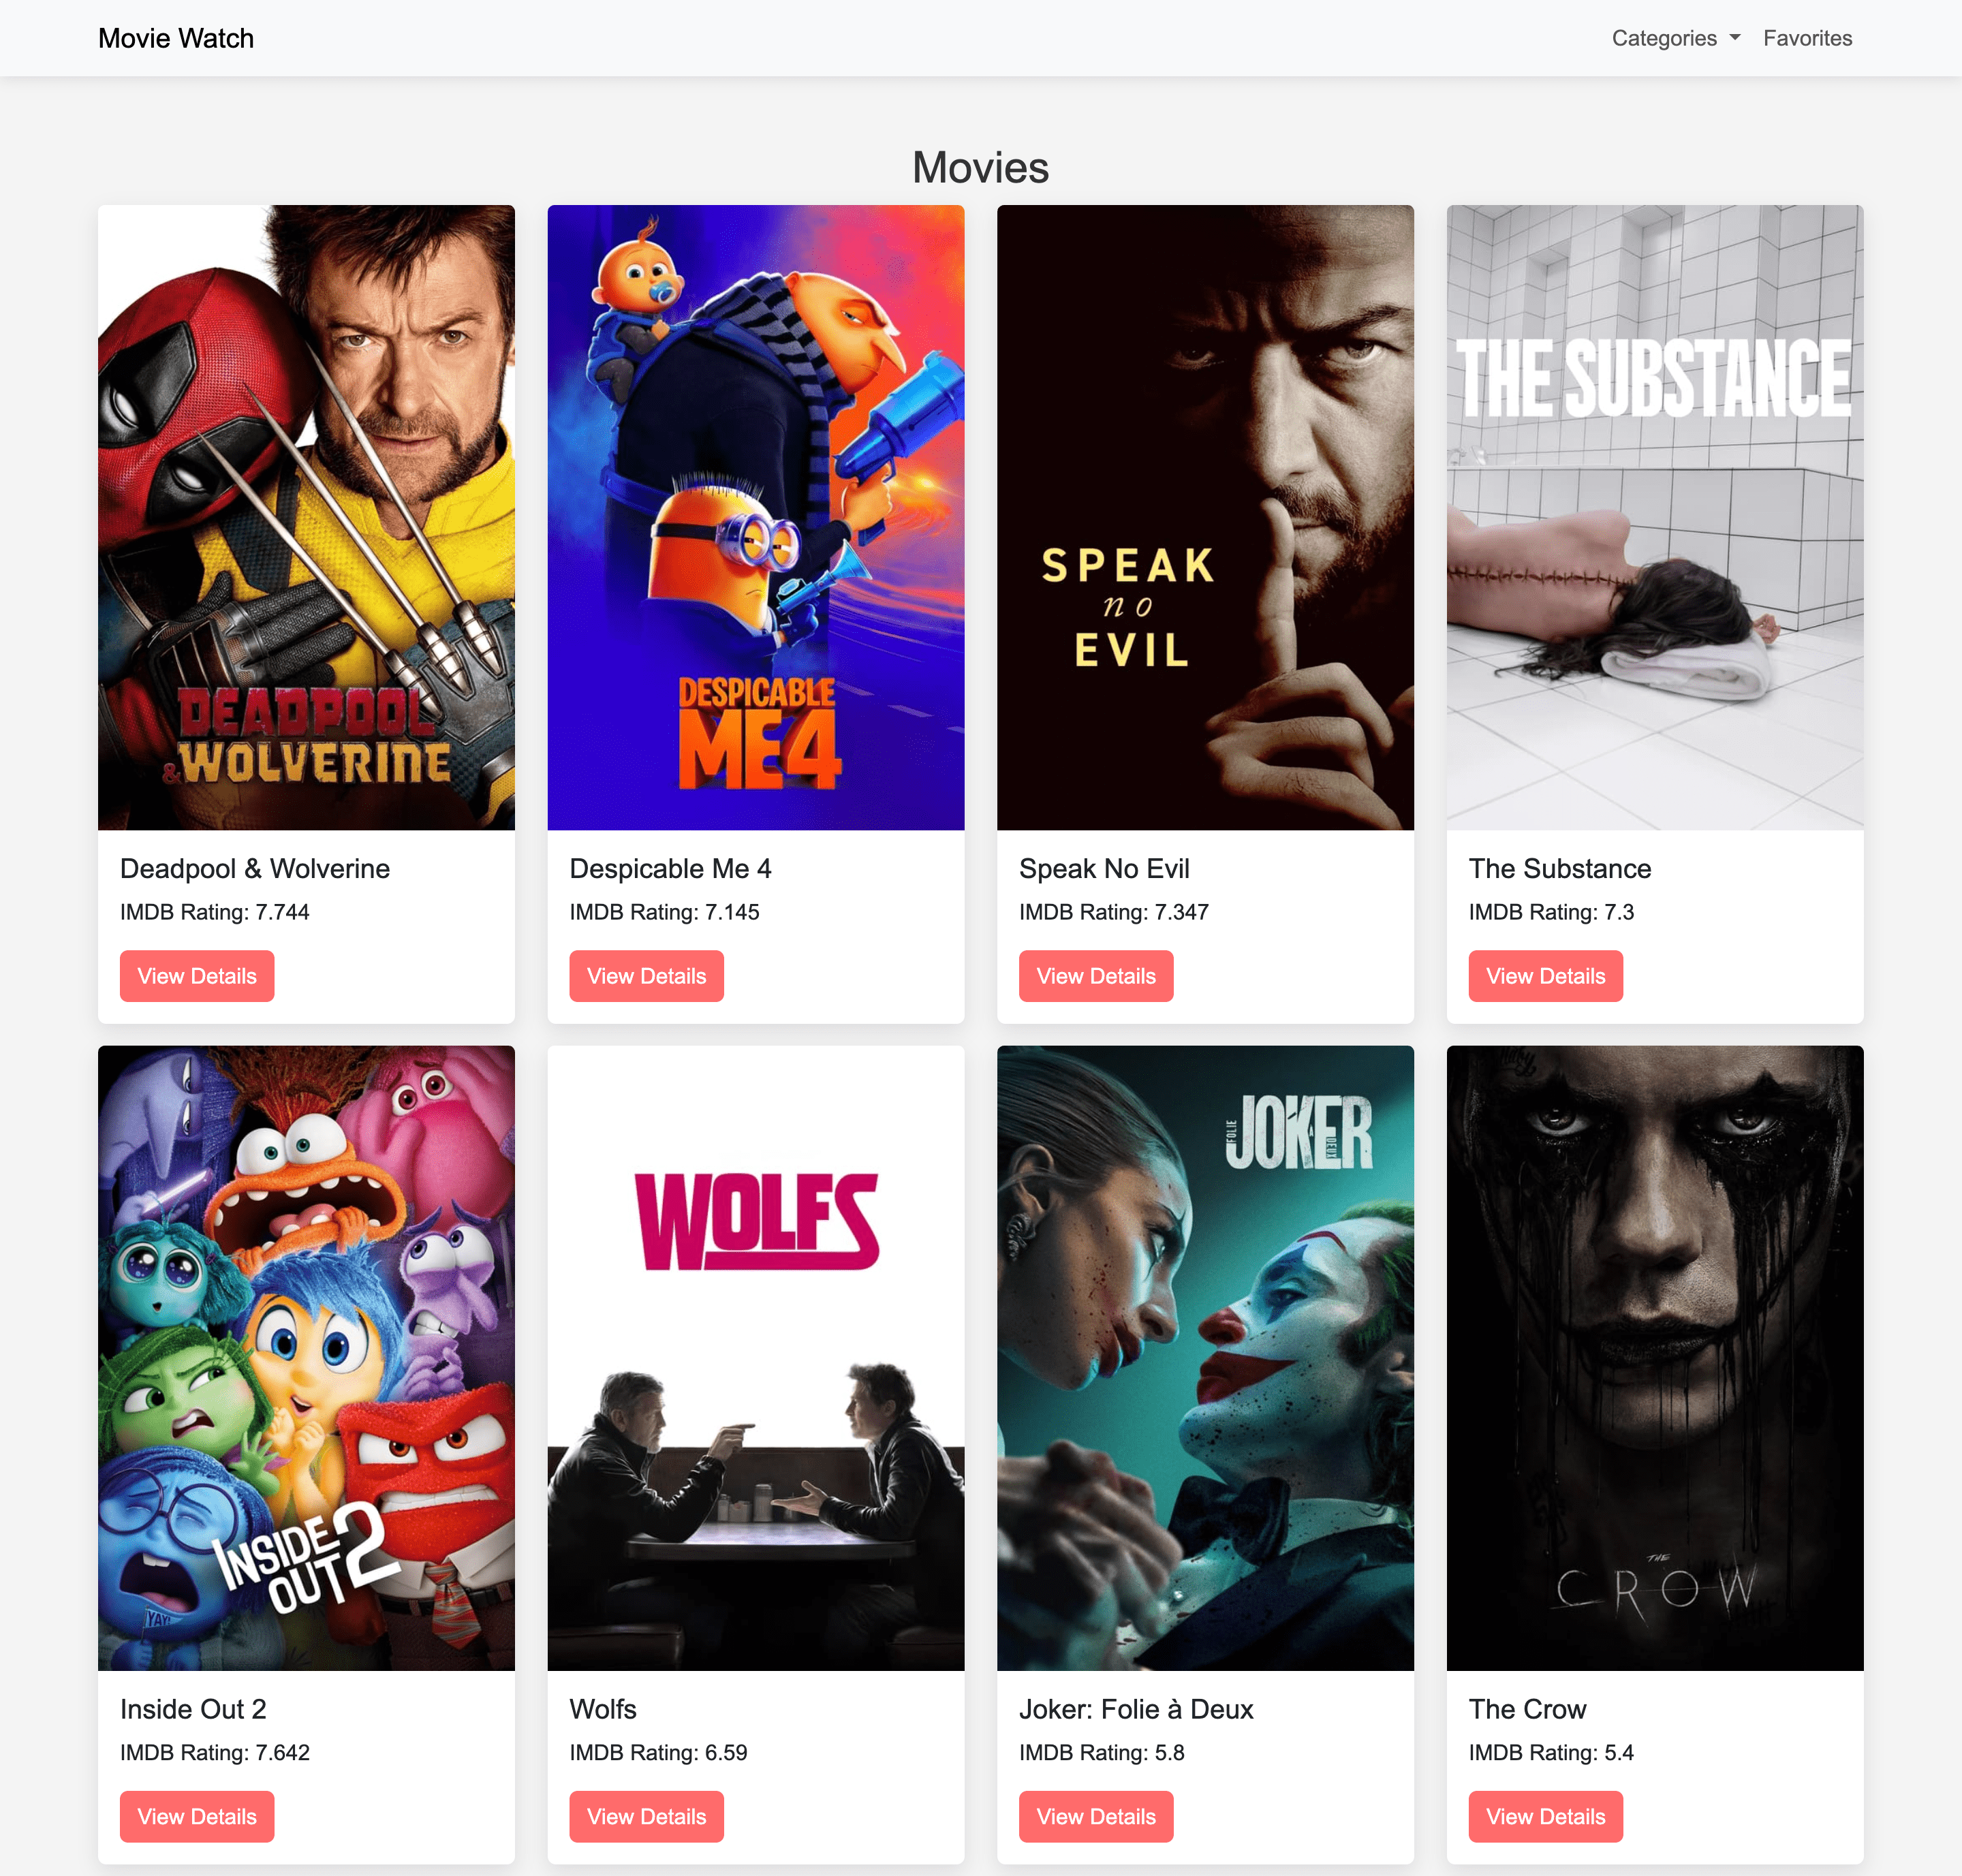 Movie Watch
Categories
Favorites
Movies
DEADPOOL
& WOLVERINE
DESPICABLE
ME 4
SPEAK
no
EVIL
THE SUBSTANCE
Deadpool & Wolverine
IMDB Rating: 7.744
View Details
Despicable Me 4
IMDB Rating: 7.145
View Details
Speak No Evil
IMDB Rating: 7.347
View Details
The Substance
IMDB Rating: 7.3
View Details
YAY!
INSIDE
OUT 2
WOLFS
JOKER
FOLIE
À
DEUX
THE
CROW
Inside Out 2
IMDB Rating: 7.642
View Details
Wolfs
IMDB Rating: 6.59
View Details
Joker: Folie à Deux
IMDB Rating: 5.8
View Details
The Crow
IMDB Rating: 5.4
View Details